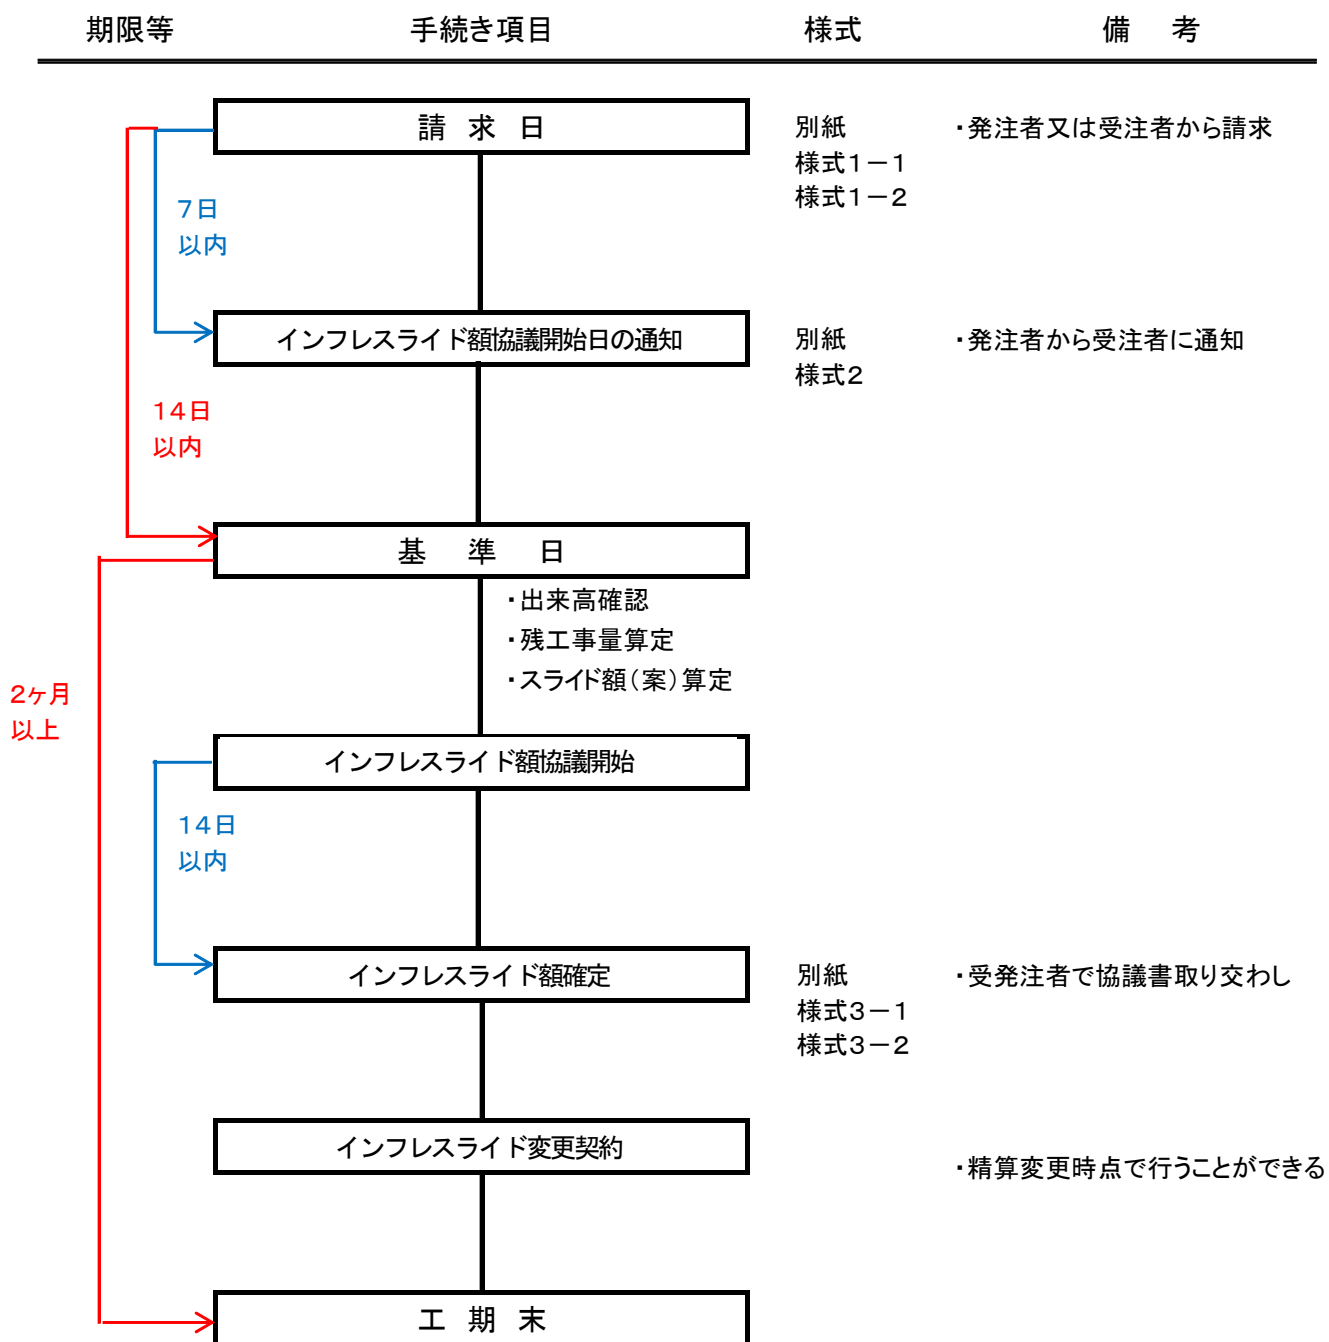 期限等 手続き項目 様式 備 考
請 求 日 別紙 ・発注者又は受注者から請求
様式1－1
様式1－2
7日
以内
インフレスライド額協議開始日の通知 別紙 ・発注者から受注者に通知
様式2
14日
以内
基 準 日
・出来高確認
・残工事量算定
・スライド額（案）算定
2ヶ月
以上
インフレスライド額協議開始
14日
以内
インフレスライド額確定 別紙 ・受発注者で協議書取り交わし
様式3－1
様式3－2
インフレスライド変更契約
・精算変更時点で行うことができる
工 期 末